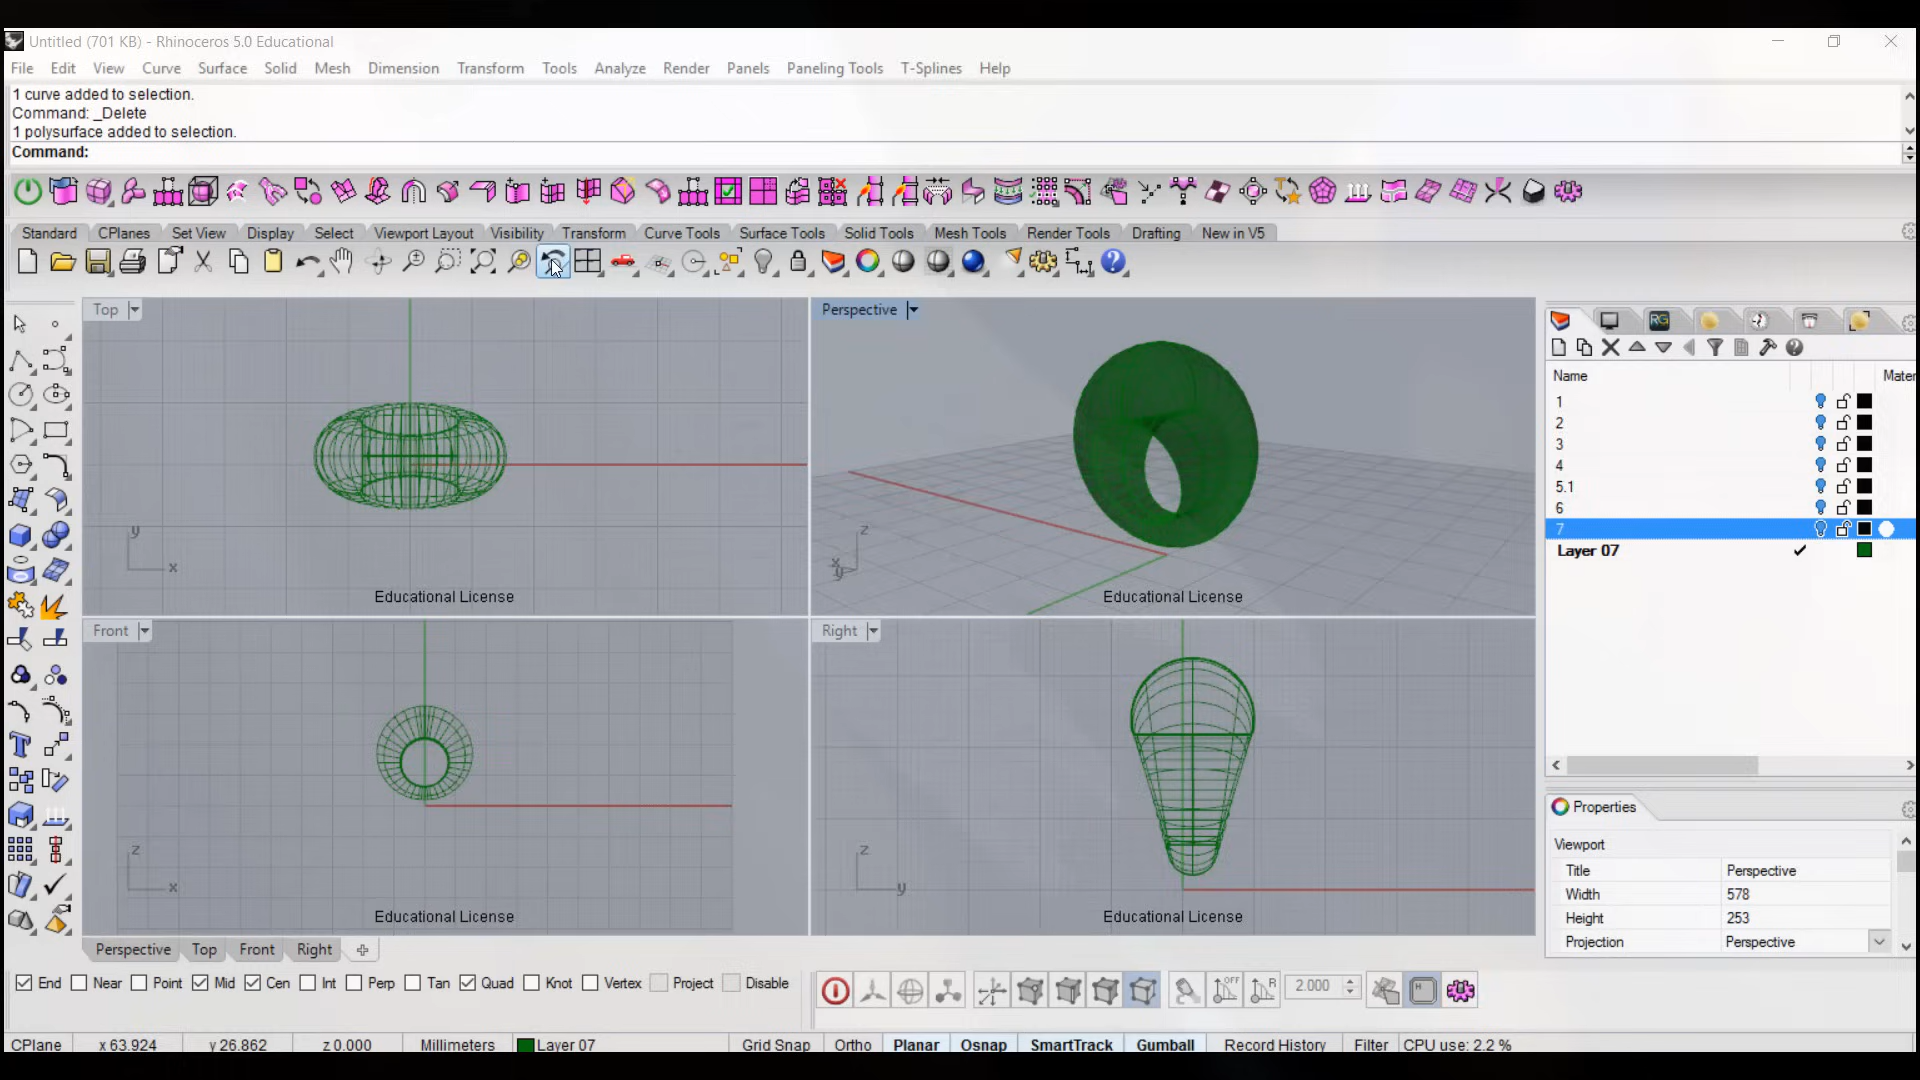 Untitled (701 KB) - Rhinoceros 5.0 Educational
File Edit View Curve Surface Solid Mesh Dimension Transform Tools Analyze Render Panels Paneling Tools T-Splines Help
1 curve added to selection.
Command: _Delete
1 polysurface added to selection.
Command:
Standard CPlanes Set View Display Select Viewport Layout Visibility Transform Curve Tools Surface Tools Solid Tools Mesh Tools Render Tools Drafting New in V5
Top
y
x
Educational License
Perspective
z
x
y
Educational License
Front
z
x
Educational License
Right
z
y
Educational License
RG
Name Mater
1
2
3
4
5.1
6
7
Layer 07
Properties
Viewport
Title Perspective
Width 578
Height 253
Projection Perspective
Perspective Top Front Right
End Near Point Mid Cen Int Perp Tan Quad Knot Vertex Project Disable
OFF R 2.000 H
CPlane x 63.924 y 26.862 z 0.000 Millimeters Layer 07 Grid Snap Ortho Planar Osnap SmartTrack Gumball Record History Filter CPU use: 2.2 %